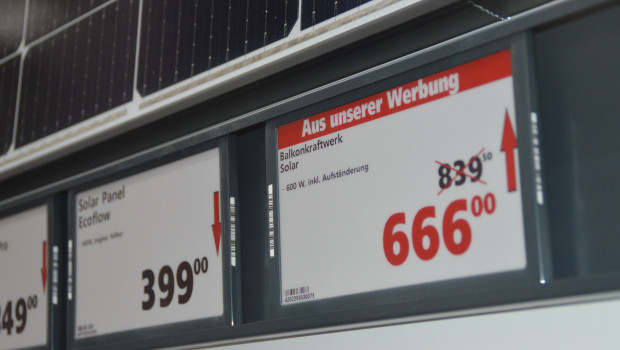 49⁰⁰
Solar Panel
Ecoflow
399⁰⁰
Aus unserer Werbung
Balkonkraftwerk
Solar
- 600 W, inkl. Aufständerung
839⁵⁰
666⁰⁰